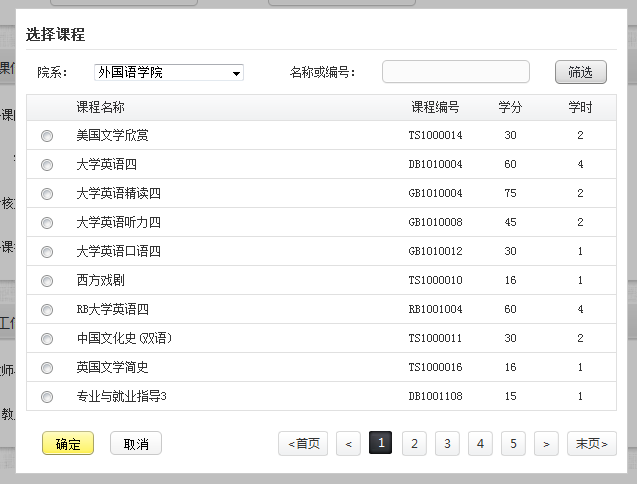 选择课程
院系： 外国语学院 名称或编号： 筛选
课程名称 课程编号 学分 学时
美国文学欣赏 TS1000014 30 2
大学英语四 DB1010004 60 4
大学英语精读四 GB1010004 75 2
大学英语听力四 GB1010008 45 2
大学英语口语四 GB1010012 30 1
西方戏剧 TS1000010 16 1
RB大学英语四 RB1001004 60 4
中国文化史(双语) TS1000011 30 2
英国文学简史 TS1000016 16 1
专业与就业指导3 DB1001108 15 1
确定 取消 <首页 < 1 2 3 4 5 > 末页>